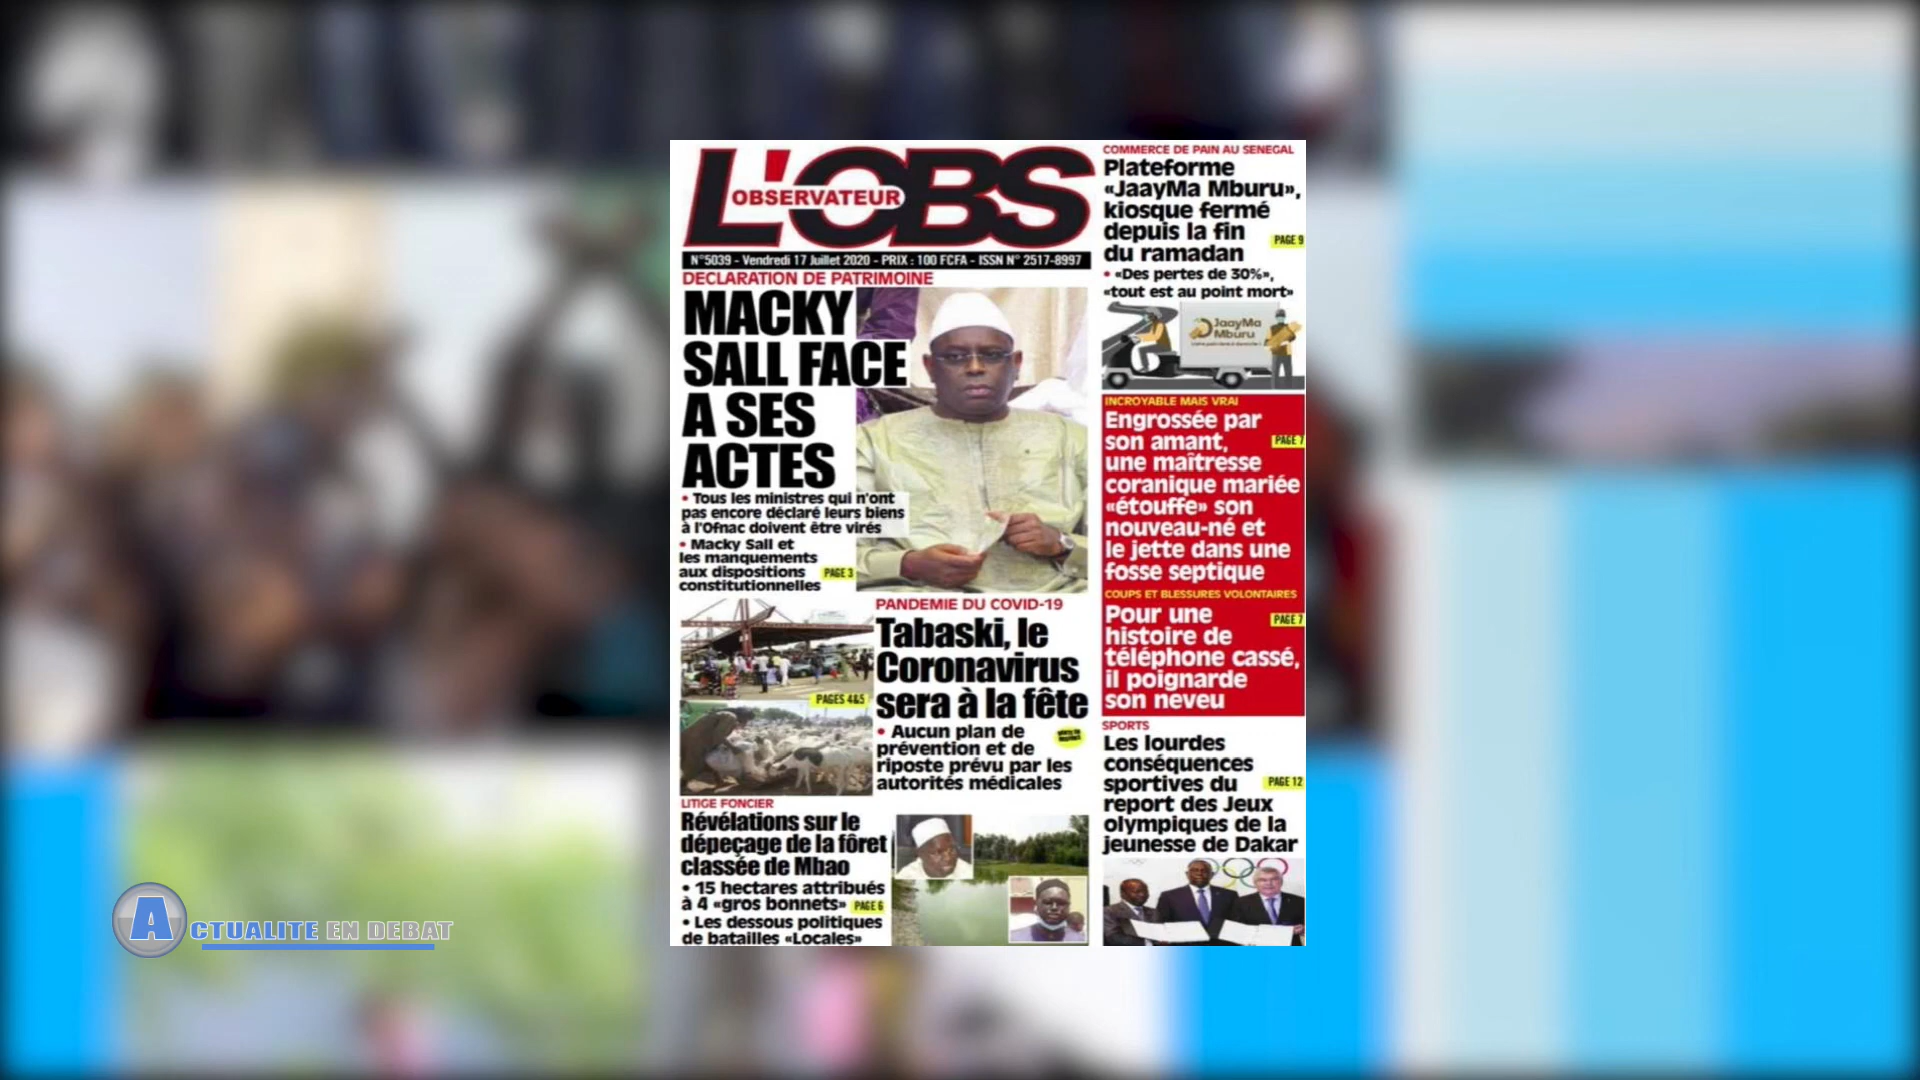 L'OBS
OBSERVATEUR
N°5039 - Vendredi 17 Juillet 2020 - PRIX : 100 FCFA - ISSN N° 2517-8997
DECLARATION DE PATRIMOINE
MACKY
SALL FACE
A SES
ACTES
• Tous les ministres qui n'ont
pas encore déclaré leurs biens
à l'Ofnac doivent être virés
• Macky Sall et
les manquements
aux dispositions PAGE 3
constitutionnelles
PANDEMIE DU COVID-19
Tabaski, le
Coronavirus
sera à la fête
PAGES 4&5
• Aucun plan de
prévention et de
riposte prévu par les
autorités médicales
LITIGE FONCIER
Révélations sur le
dépeçage de la fôret
classée de Mbao
• 15 hectares attribués
à 4 «gros bonnets» PAGE 6
• Les dessous politiques
de batailles «Locales»
COMMERCE DE PAIN AU SENEGAL
Plateforme
«JaayMa Mburu»,
kiosque fermé
depuis la fin
du ramadan
PAGE 9
• «Des pertes de 30%»,
«tout est au point mort»
JaayMa
Mburu
INCROYABLE MAIS VRAI
Engrossée par
son amant,
PAGE 7
une maîtresse
coranique mariée
«étouffe» son
nouveau-né et
le jette dans une
fosse septique
COUPS ET BLESSURES VOLONTAIRES
Pour une
PAGE 7
histoire de
téléphone cassé,
il poignarde
son neveu
SPORTS
Les lourdes
conséquences
sportives du
PAGE 12
report des Jeux
olympiques de la
jeunesse de Dakar
ACTUALITE EN DEBAT